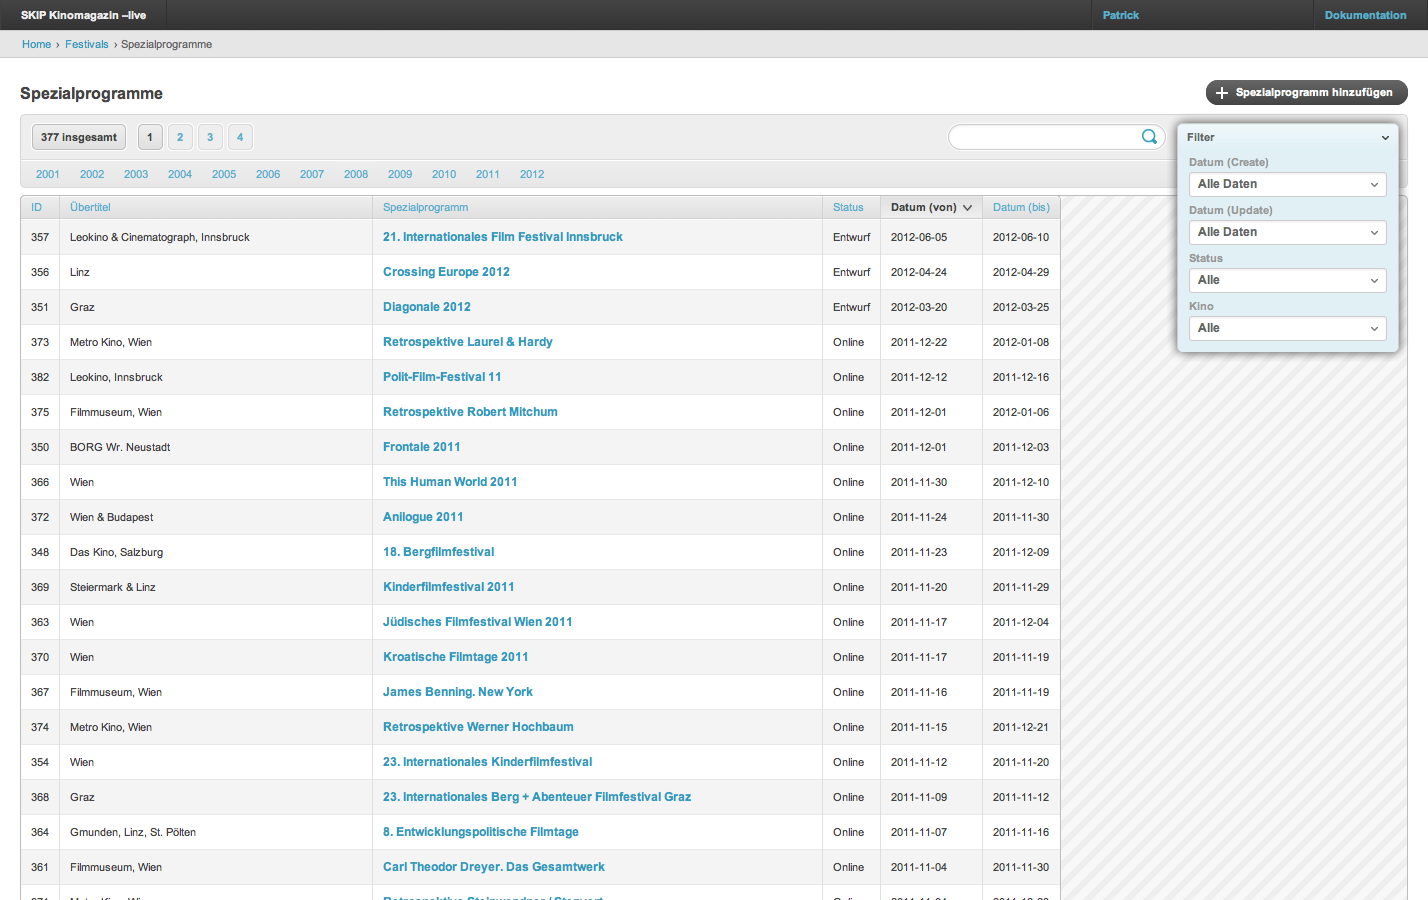 SKIP Kinomagazin –live Patrick Dokumentation
Home › Festivals › Spezialprogramme
Spezialprogramme
Spezialprogramm hinzufügen
377 insgesamt 1 2 3 4
2001 2002 2003 2004 2005 2006 2007 2008 2009 2010 2011 2012
Filter
Datum (Create)
Alle Daten
Datum (Update)
Alle Daten
Status
Alle
Kino
Alle
ID Übertitel Spezialprogramm Status Datum (von) Datum (bis)
357 Leokino & Cinematograph, Innsbruck 21. Internationales Film Festival Innsbruck Entwurf 2012-06-05 2012-06-10
356 Linz Crossing Europe 2012 Entwurf 2012-04-24 2012-04-29
351 Graz Diagonale 2012 Entwurf 2012-03-20 2012-03-25
373 Metro Kino, Wien Retrospektive Laurel & Hardy Online 2011-12-22 2012-01-08
382 Leokino, Innsbruck Polit-Film-Festival 11 Online 2011-12-12 2011-12-16
375 Filmmuseum, Wien Retrospektive Robert Mitchum Online 2011-12-01 2012-01-06
350 BORG Wr. Neustadt Frontale 2011 Online 2011-12-01 2011-12-03
366 Wien This Human World 2011 Online 2011-11-30 2011-12-10
372 Wien & Budapest Anilogue 2011 Online 2011-11-24 2011-11-30
348 Das Kino, Salzburg 18. Bergfilmfestival Online 2011-11-23 2011-12-09
369 Steiermark & Linz Kinderfilmfestival 2011 Online 2011-11-20 2011-11-29
363 Wien Jüdisches Filmfestival Wien 2011 Online 2011-11-17 2011-12-04
370 Wien Kroatische Filmtage 2011 Online 2011-11-17 2011-11-19
367 Filmmuseum, Wien James Benning. New York Online 2011-11-16 2011-11-19
374 Metro Kino, Wien Retrospektive Werner Hochbaum Online 2011-11-15 2011-12-21
354 Wien 23. Internationales Kinderfilmfestival Online 2011-11-12 2011-11-20
368 Graz 23. Internationales Berg + Abenteuer Filmfestival Graz Online 2011-11-09 2011-11-12
364 Gmunden, Linz, St. Pölten 8. Entwicklungspolitische Filmtage Online 2011-11-07 2011-11-16
361 Filmmuseum, Wien Carl Theodor Dreyer. Das Gesamtwerk Online 2011-11-04 2011-11-30